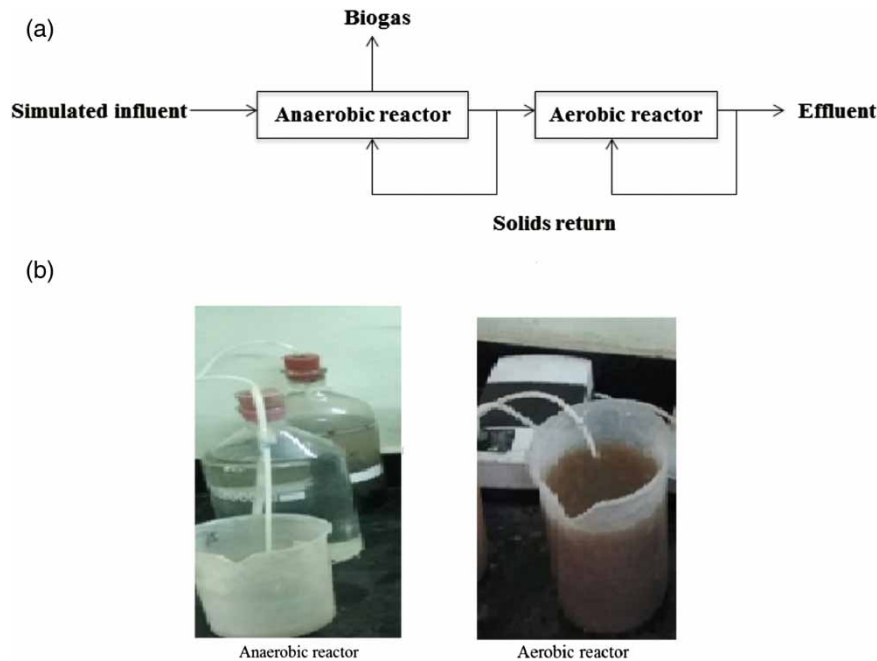 (a)
Biogas
Simulated influent
Anaerobic reactor
Aerobic reactor
Effluent
Solids return
(b)
Anaerobic reactor
Aerobic reactor